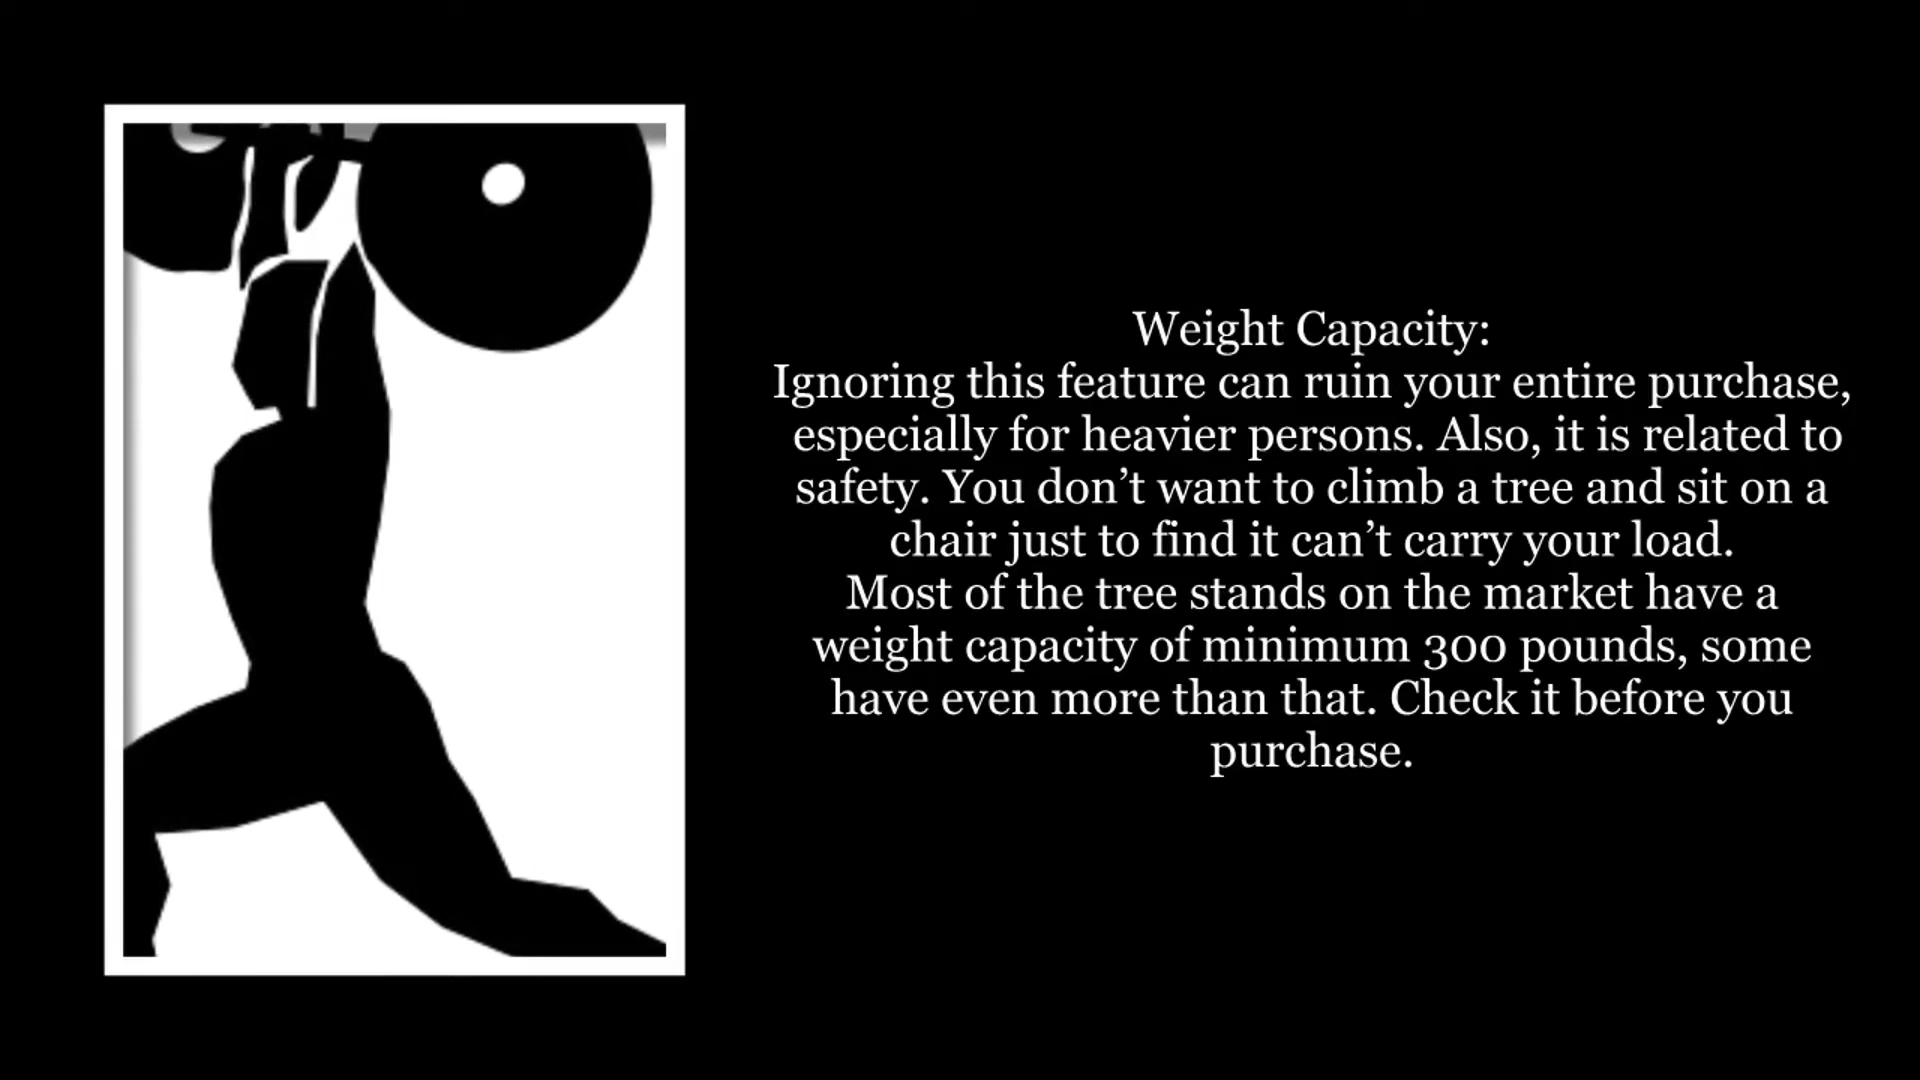 Weight Capacity:
Ignoring this feature can ruin your entire purchase,
especially for heavier persons. Also, it is related to
safety. You don’t want to climb a tree and sit on a
chair just to find it can’t carry your load.
Most of the tree stands on the market have a
weight capacity of minimum 300 pounds, some
have even more than that. Check it before you
purchase.